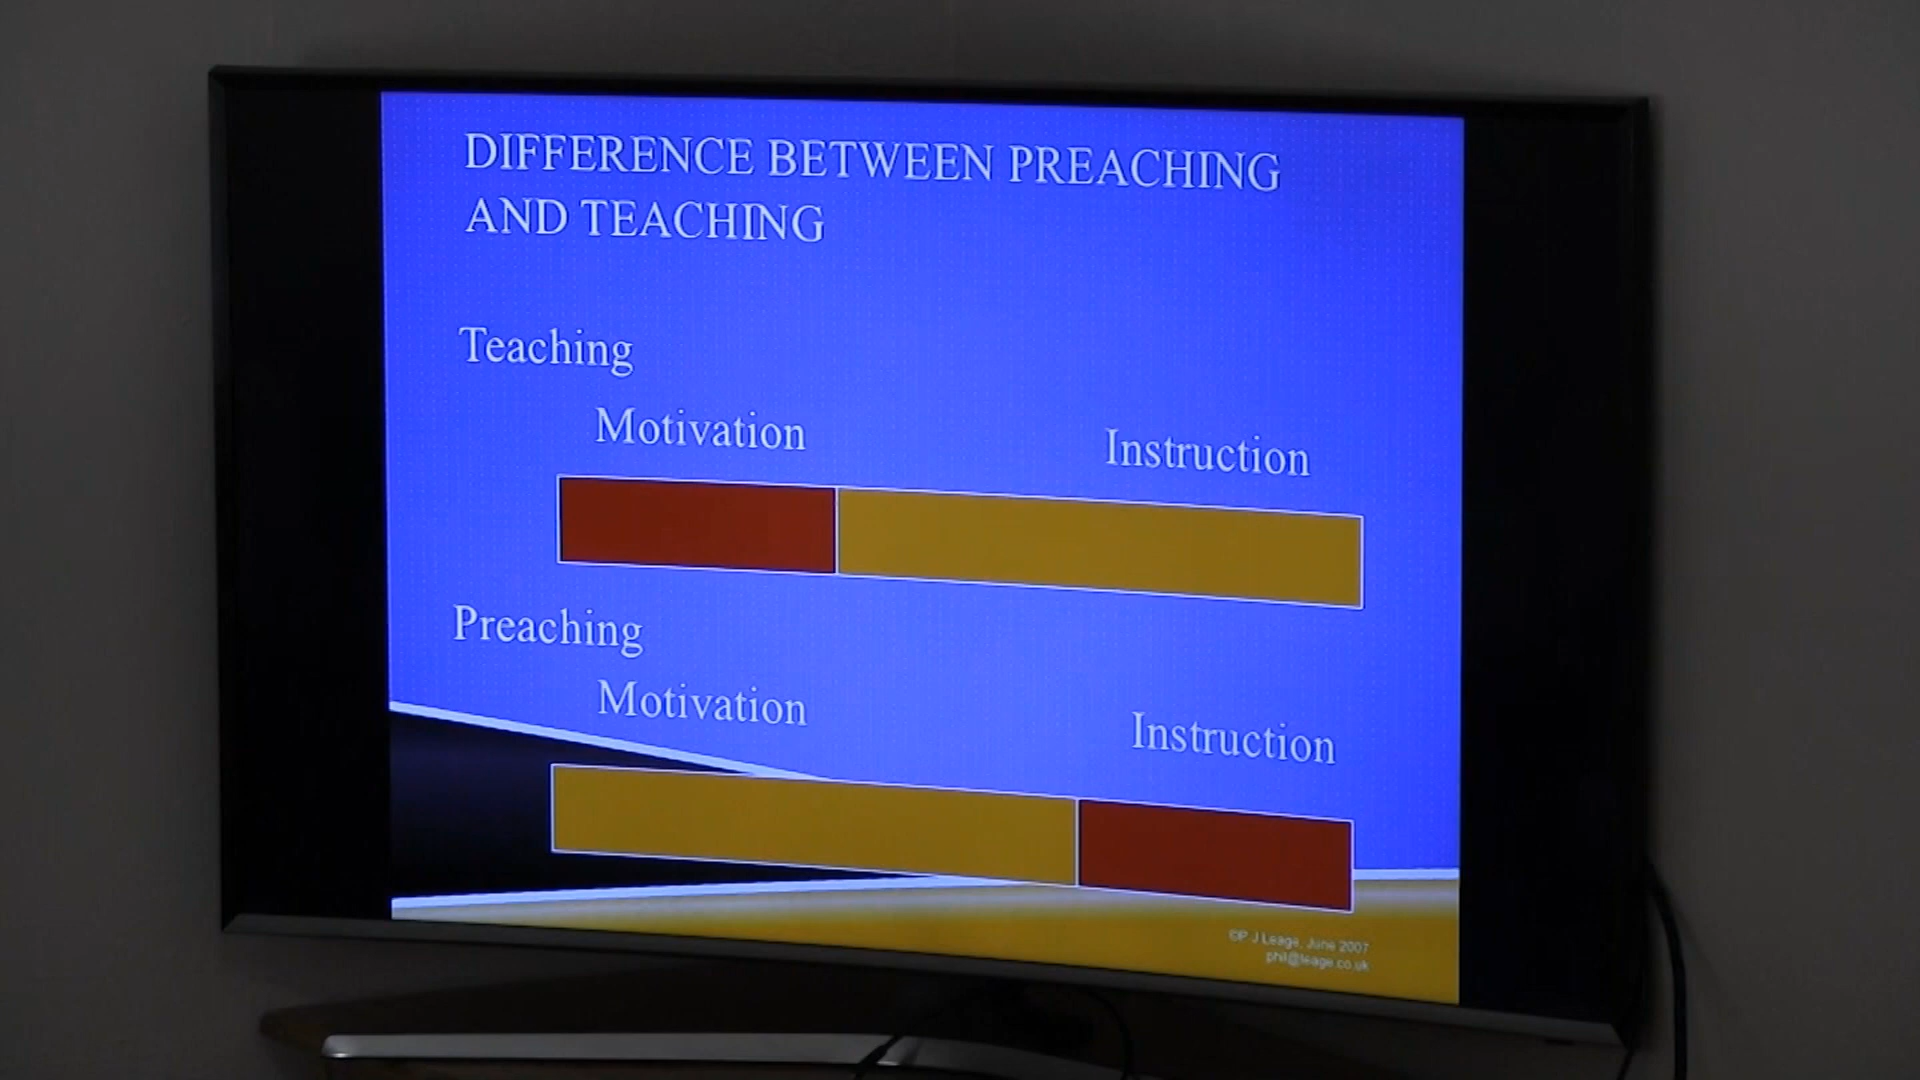 DIFFERENCE BETWEEN PREACHING
AND TEACHING
Teaching
Motivation
Instruction
Preaching
Motivation
Instruction
©P J Leage, June 2007
phil@leage.co.uk